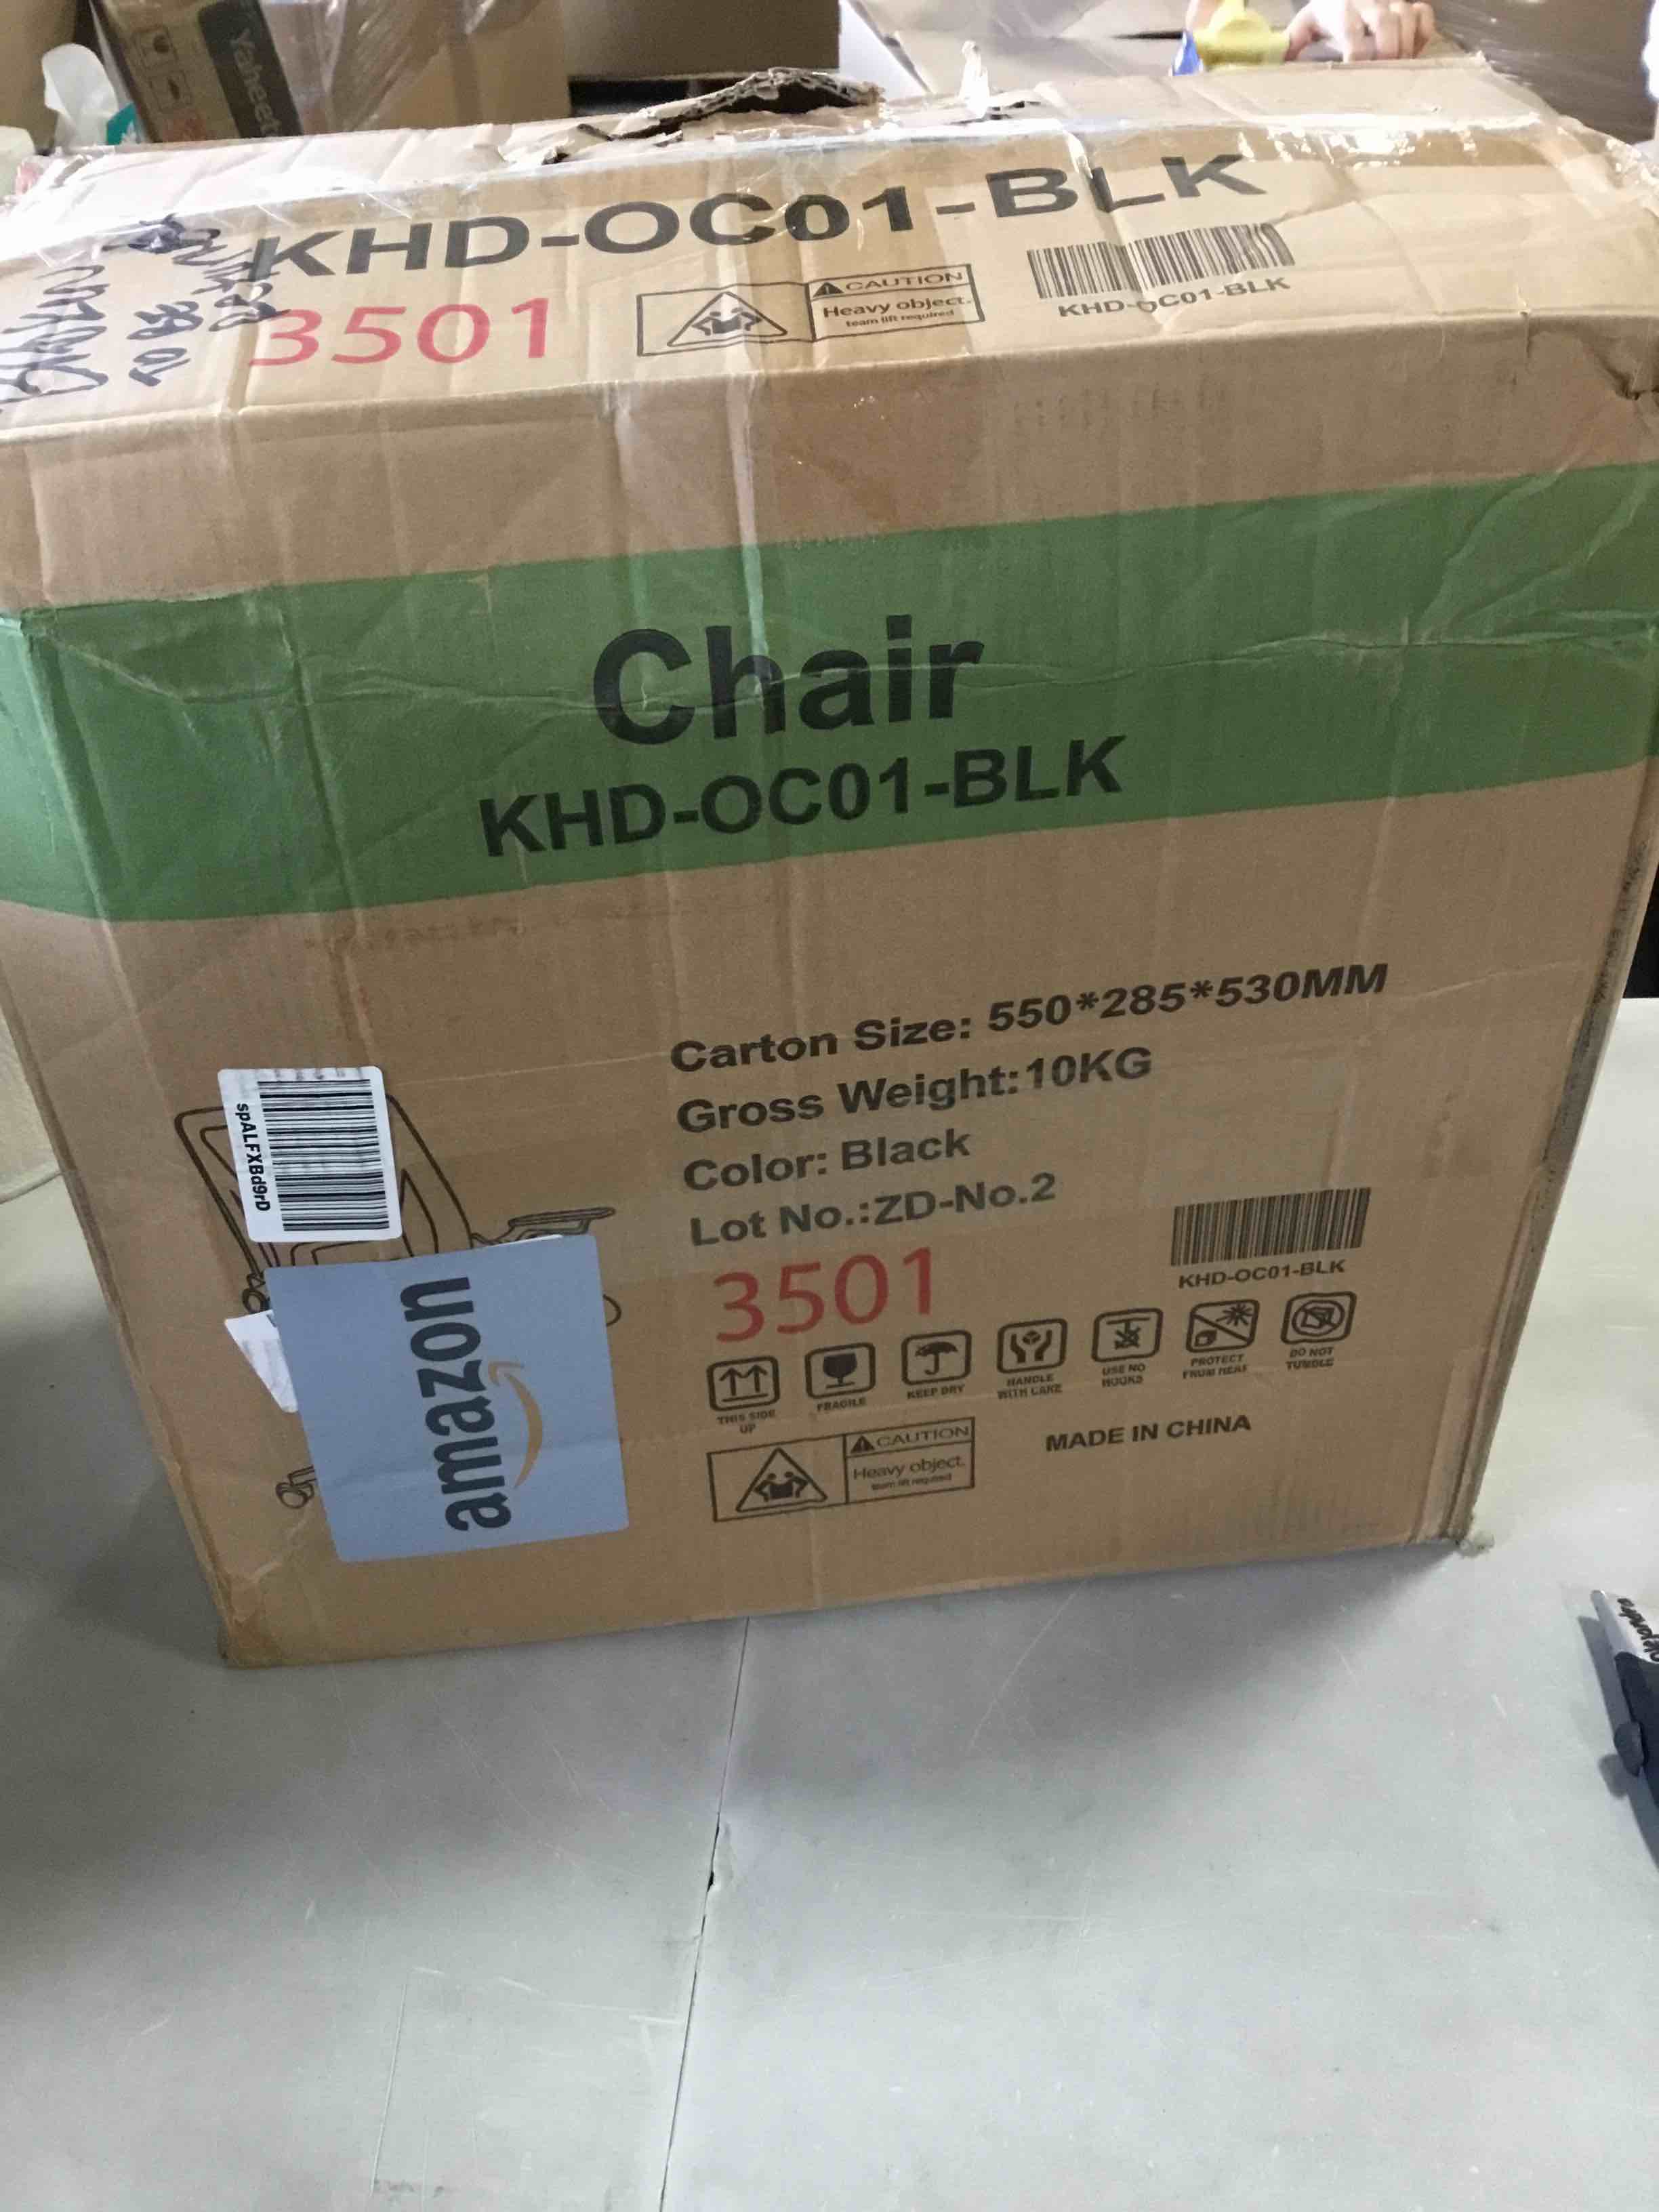 Yaheet
KHD-OC01-BLK
3501
CAUTION
Heavy object.
team lift required
KHD-OC01-BLK
Chair
KHD-OC01-BLK
Carton Size: 550*285*530MM
Gross Weight:10KG
Color: Black
Lot No.:ZD-No.2
3501
KHD-OC01-BLK
spALFXBd9rD
amazon
THIS SIDE
UP
FRAGILE
KEEP DRY
HANDLE
WITH CARE
USE NO
HOOKS
PROTECT
FROM HEAT
DO NOT
TUMBLE
CAUTION
Heavy object.
team lift required
MADE IN CHINA